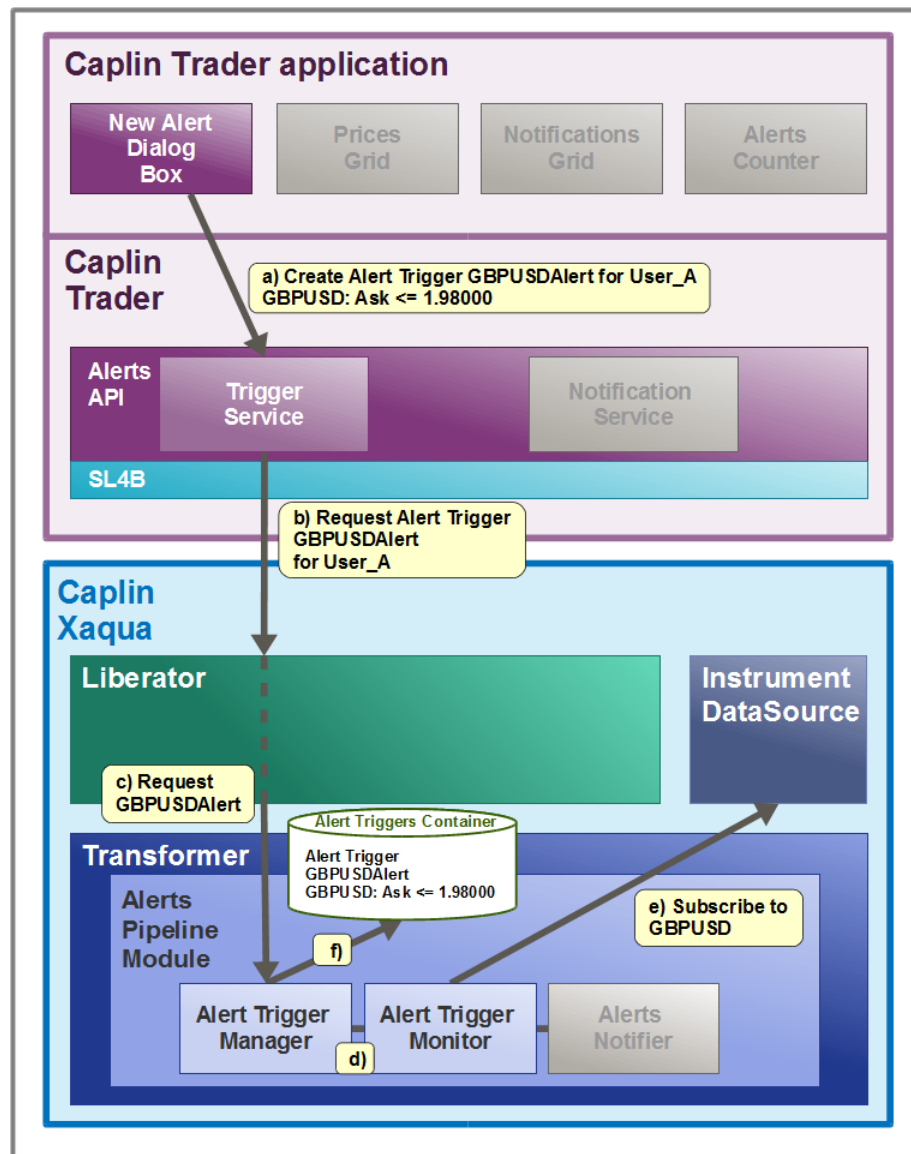 Caplin Trader application
New Alert
Dialog
Box
Prices
Grid
Notifications
Grid
Alerts
Counter
Caplin
Trader
a) Create Alert Trigger GBPUSDAlert for User_A
GBPUSD: Ask <= 1.98000
Alerts
API
Trigger
Service
Notification
Service
SL4B
b) Request Alert Trigger
GBPUSDAlert
for User_A
Caplin
Xaqua
Liberator
Instrument
DataSource
c) Request
GBPUSDAlert
Alert Triggers Container
Alert Trigger
GBPUSDAlert
GBPUSD: Ask <= 1.98000
Transformer
Alerts
Pipeline
Module
e) Subscribe to
GBPUSD
f)
Alert Trigger
Manager
d)
Alert Trigger
Monitor
Alerts
Notifier